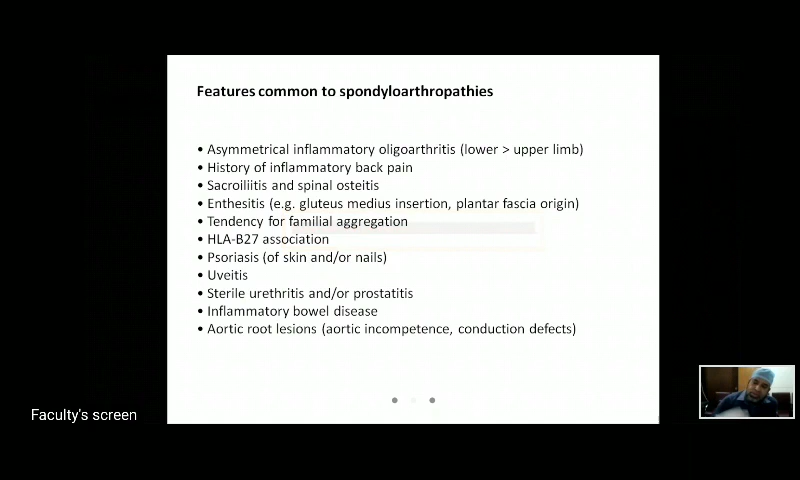 Features common to spondyloarthropathies
• Asymmetrical inflammatory oligoarthritis (lower > upper limb)
• History of inflammatory back pain
• Sacroiliitis and spinal osteitis
• Enthesitis (e.g. gluteus medius insertion, plantar fascia origin)
• Tendency for familial aggregation
• HLA-B27 association
• Psoriasis (of skin and/or nails)
• Uveitis
• Sterile urethritis and/or prostatitis
• Inflammatory bowel disease
• Aortic root lesions (aortic incompetence, conduction defects)
Faculty's screen